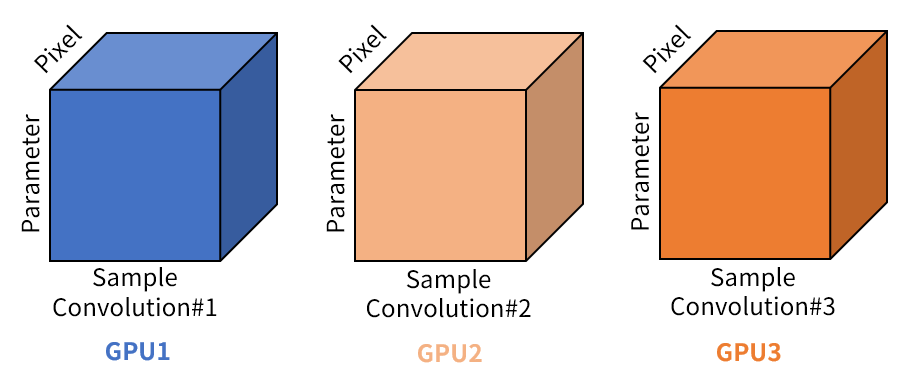 Pixel
Parameter
Sample
Convolution#1
GPU1
Pixel
Parameter
Sample
Convolution#2
GPU2
Pixel
Parameter
Sample
Convolution#3
GPU3